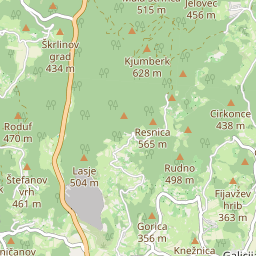 515 m
Jelovec
456 m
Škrlinov
grad
434 m
Kjumberk
628 m
Roduf
470 m
Resnica
565 m
Cirkonce
438 m
Lasje
504 m
Rudno
498 m
Štefanov
vrh
461 m
Fijavžev
hrib
363 m
Gorica
356 m
Knežnica